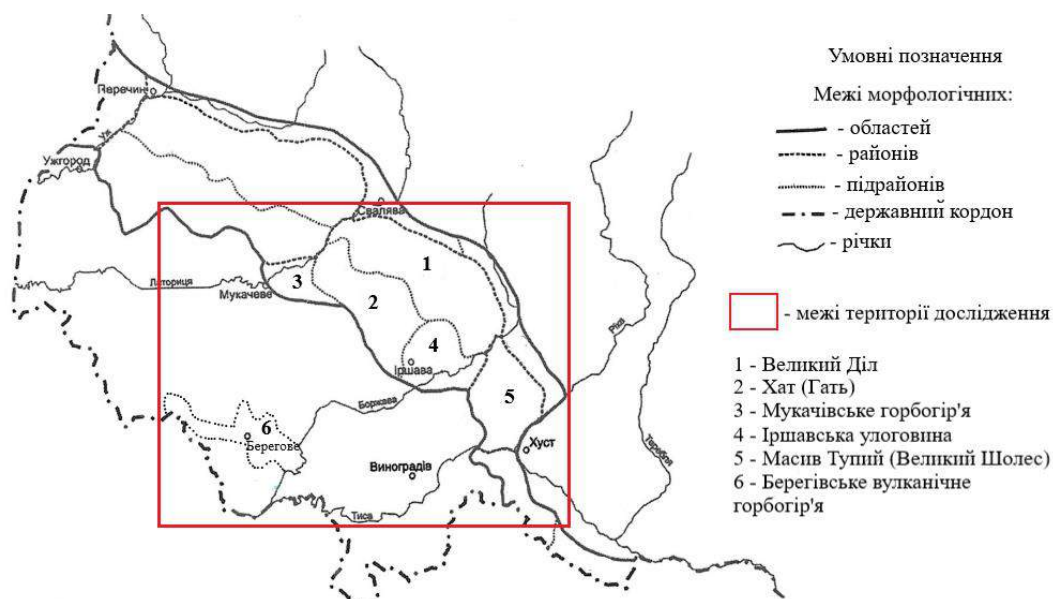 Перечин
Уж
Ужгород
Свалява
Латориця
Мукачеве
Іршава
Боржава
Берегове
Виноградів
Хуст
Тиса
Ріка
Теребля
1
2
3
4
5
6
Умовні позначення
Межі морфологічних:
- областей
- районів
- підрайонів
- державний кордон
- річки
- межі території дослідження
1 - Великий Діл
2 - Хат (Гать)
3 - Мукачівське горбогір'я
4 - Іршавська улоговина
5 - Масив Тупий (Великий Шолес)
6 - Берегівське вулканічне
горбогір'я